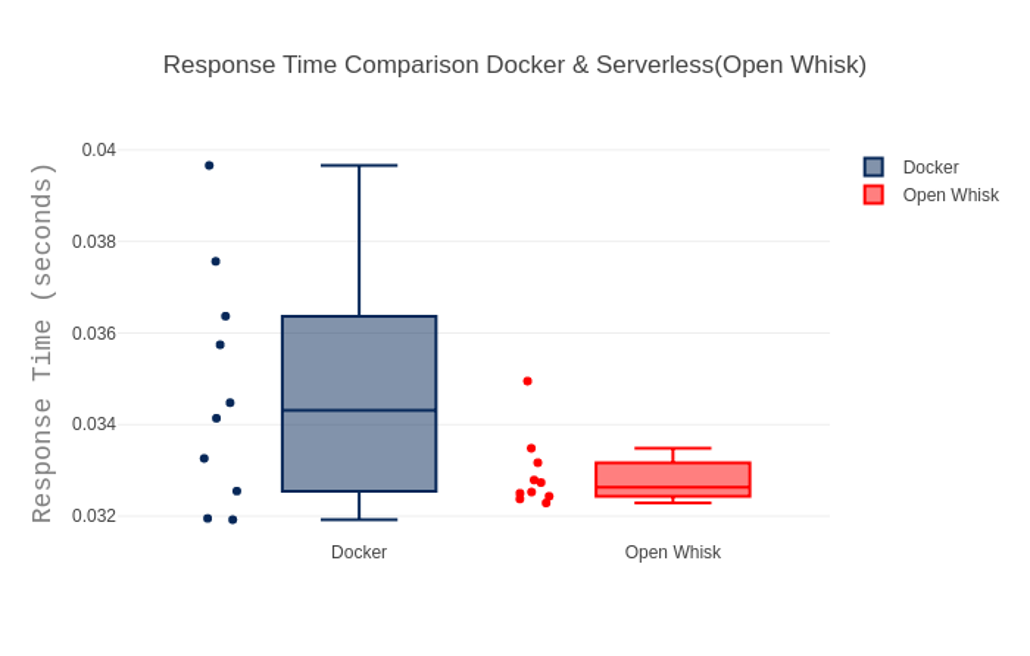 Response Time Comparison Docker & Serverless(Open Whisk)
Response Time (seconds)
0.04
0.038
0.036
0.034
0.032
Docker
Open Whisk
Docker
Open Whisk